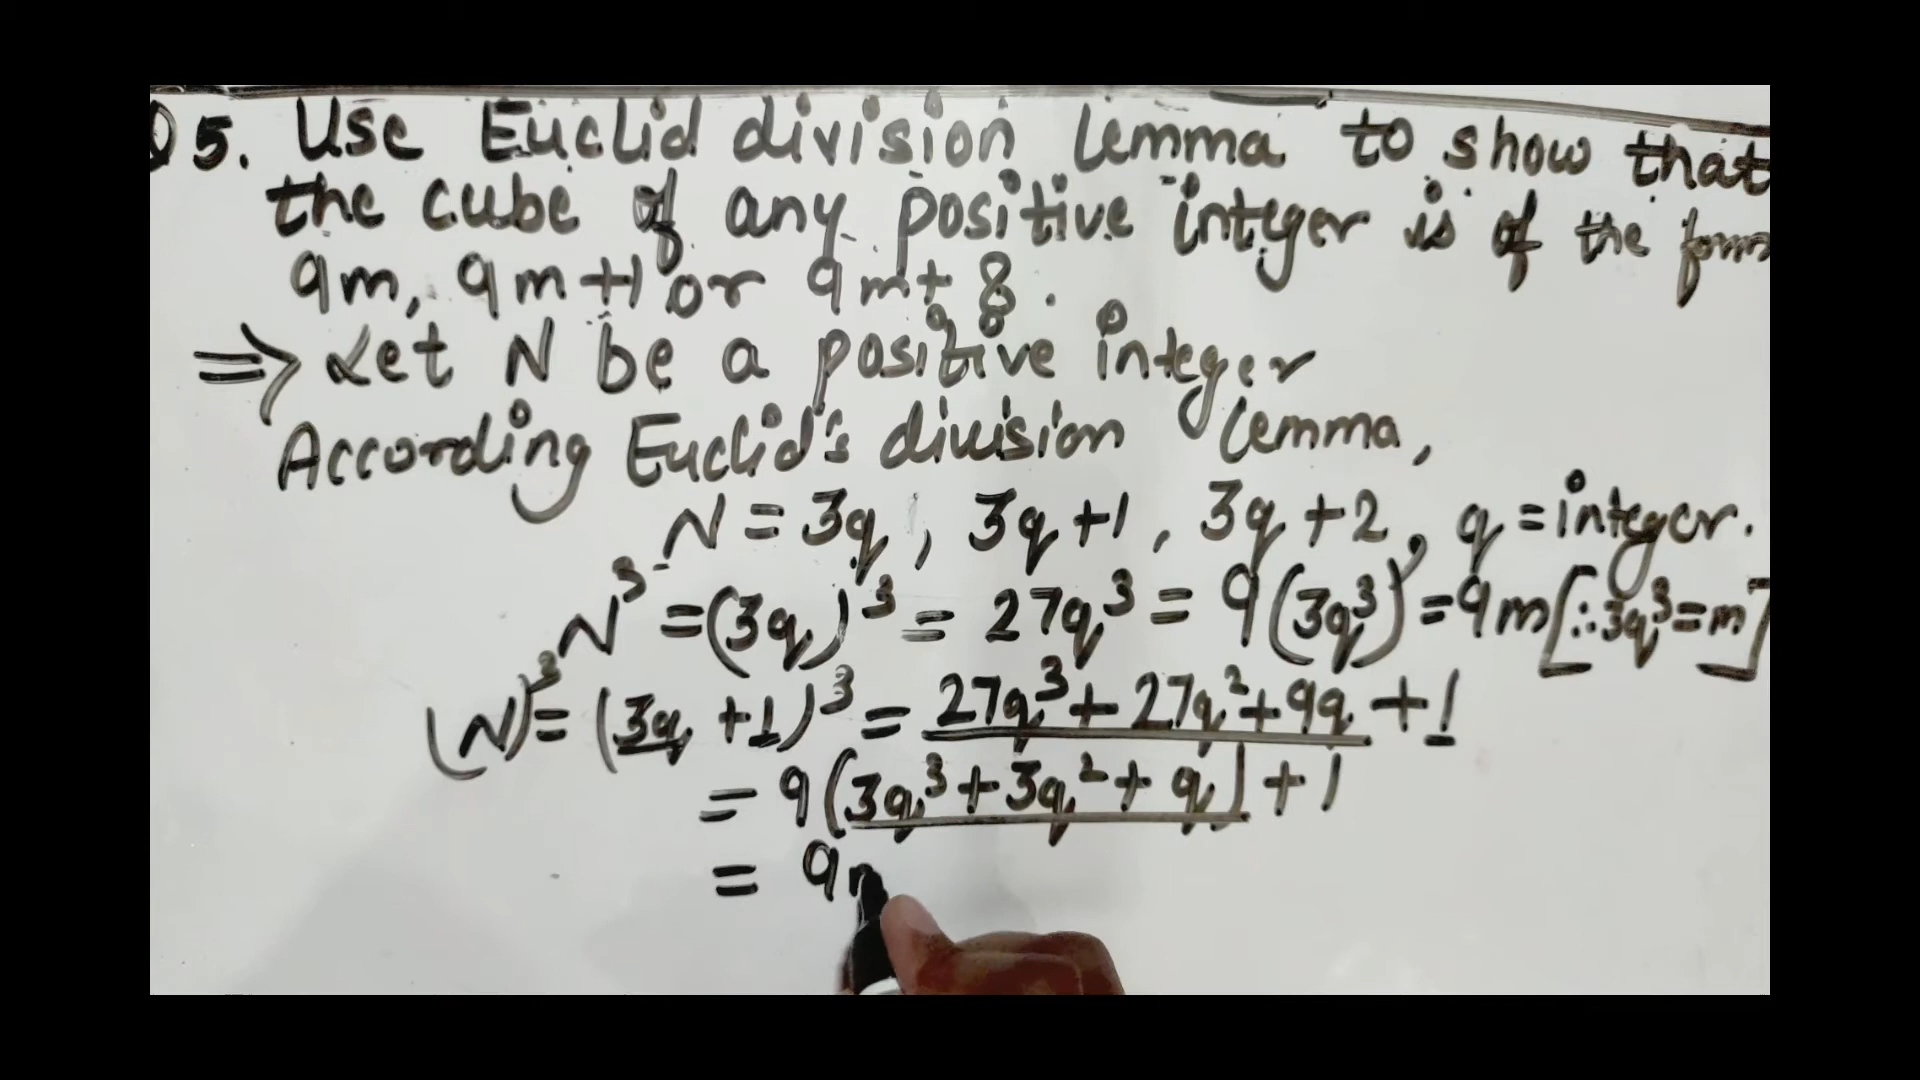 5. Use Euclid division lemma to show that
the cube of any positive integer is of the form
9m, 9m+1 or 9m+8.
⇒ Let N be a positive integer
According Euclid's division lemma,
N = 3q, 3q+1, 3q+2, q = integer.
N³ = (3q)³ = 27q³ = 9(3q³) = 9m [∵ 3q³ = m]
(N)³ = (3q + 1)³ = 27q³ + 27q² + 9q + 1
= 9(3q³ + 3q² + q) + 1
= 9m